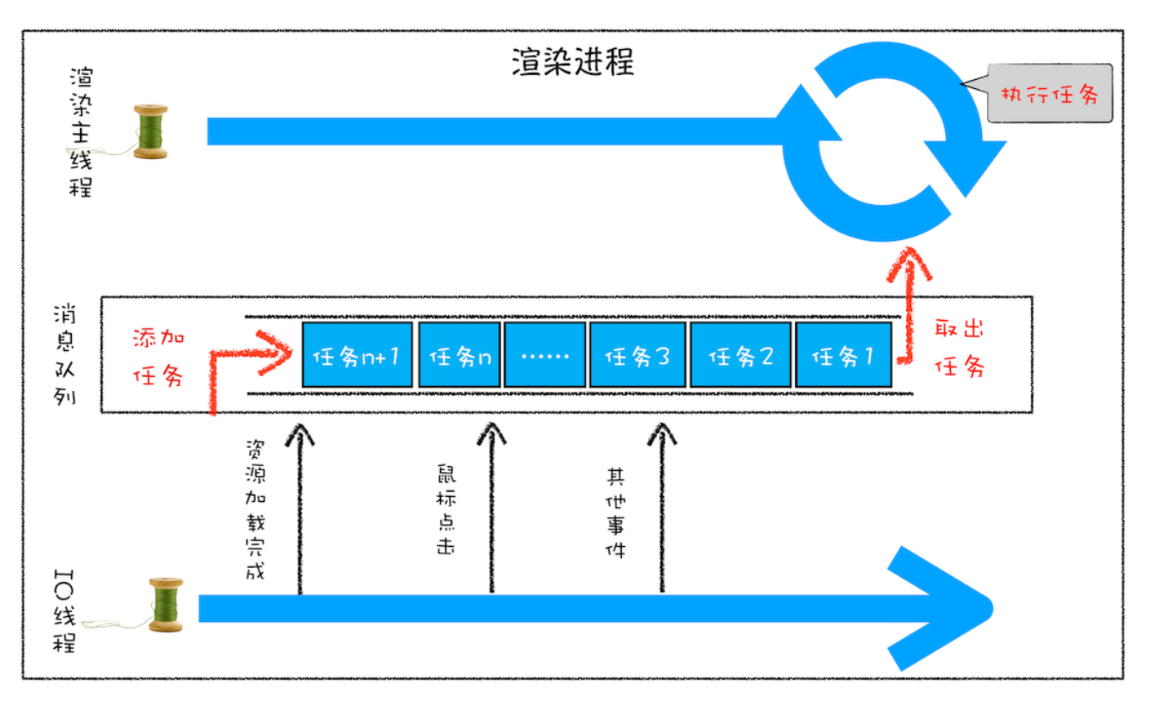 渲染进程
渲染主线程
执行任务
消息队列
添加
任务
任务n+1
任务n
......
任务3
任务2
任务1
取出
任务
资源加载完成
鼠标点击
其他事件
IO线程